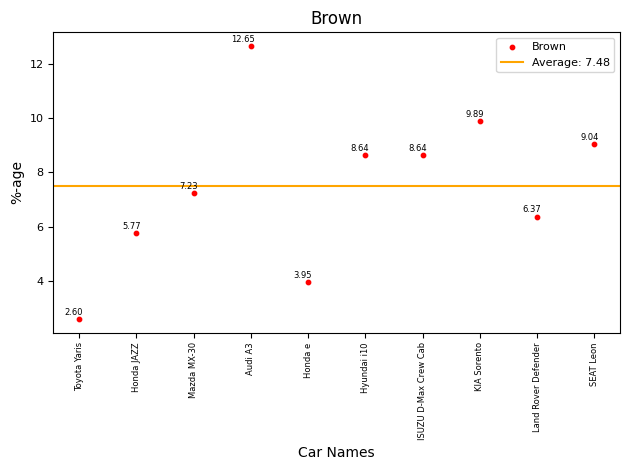 Brown
%-age
12
10
8
6
4
12.65
Brown
Average: 7.48
2.60
5.77
7.23
3.95
8.64
8.64
9.89
6.37
9.04
Toyota Yaris
Honda JAZZ
Mazda MX-30
Audi A3
Honda e
Hyundai i10
ISUZU D-Max Crew Cab
KIA Sorento
Land Rover Defender
SEAT Leon
Car Names